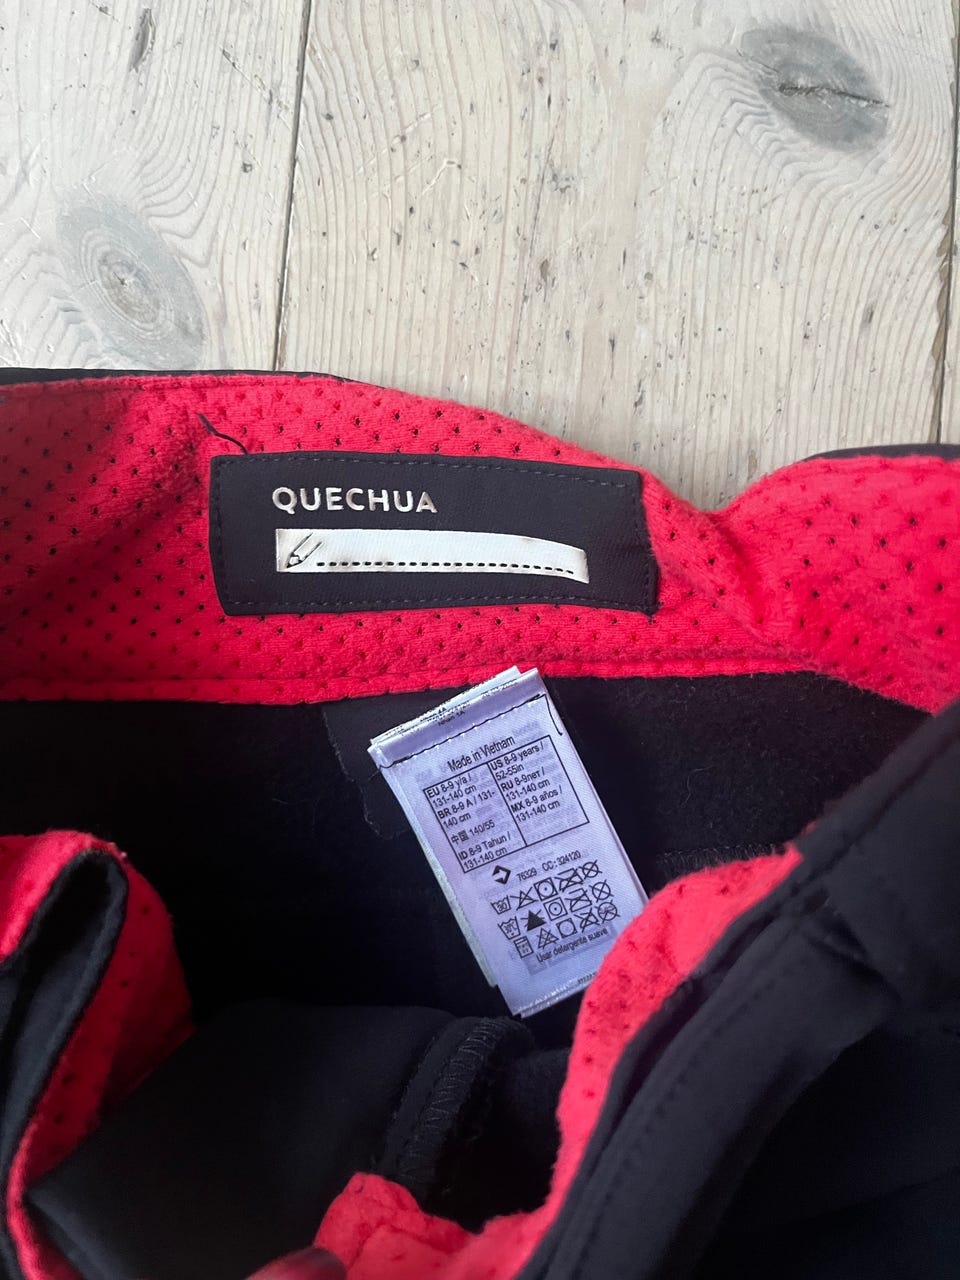 QUECHUA
Made in Vietnam
EU 8-9 y/a /
131-140 cm
BR 8-9 A / 131-
140 cm
中国 140/55
ID 8-9 Tahun /
131-140 cm
US 8-9 years /
52-55in
RU 8-9лет /
131-140 cm
MX 8-9 años /
131-140 cm
76329 CC: 324120
Usar detergente suave